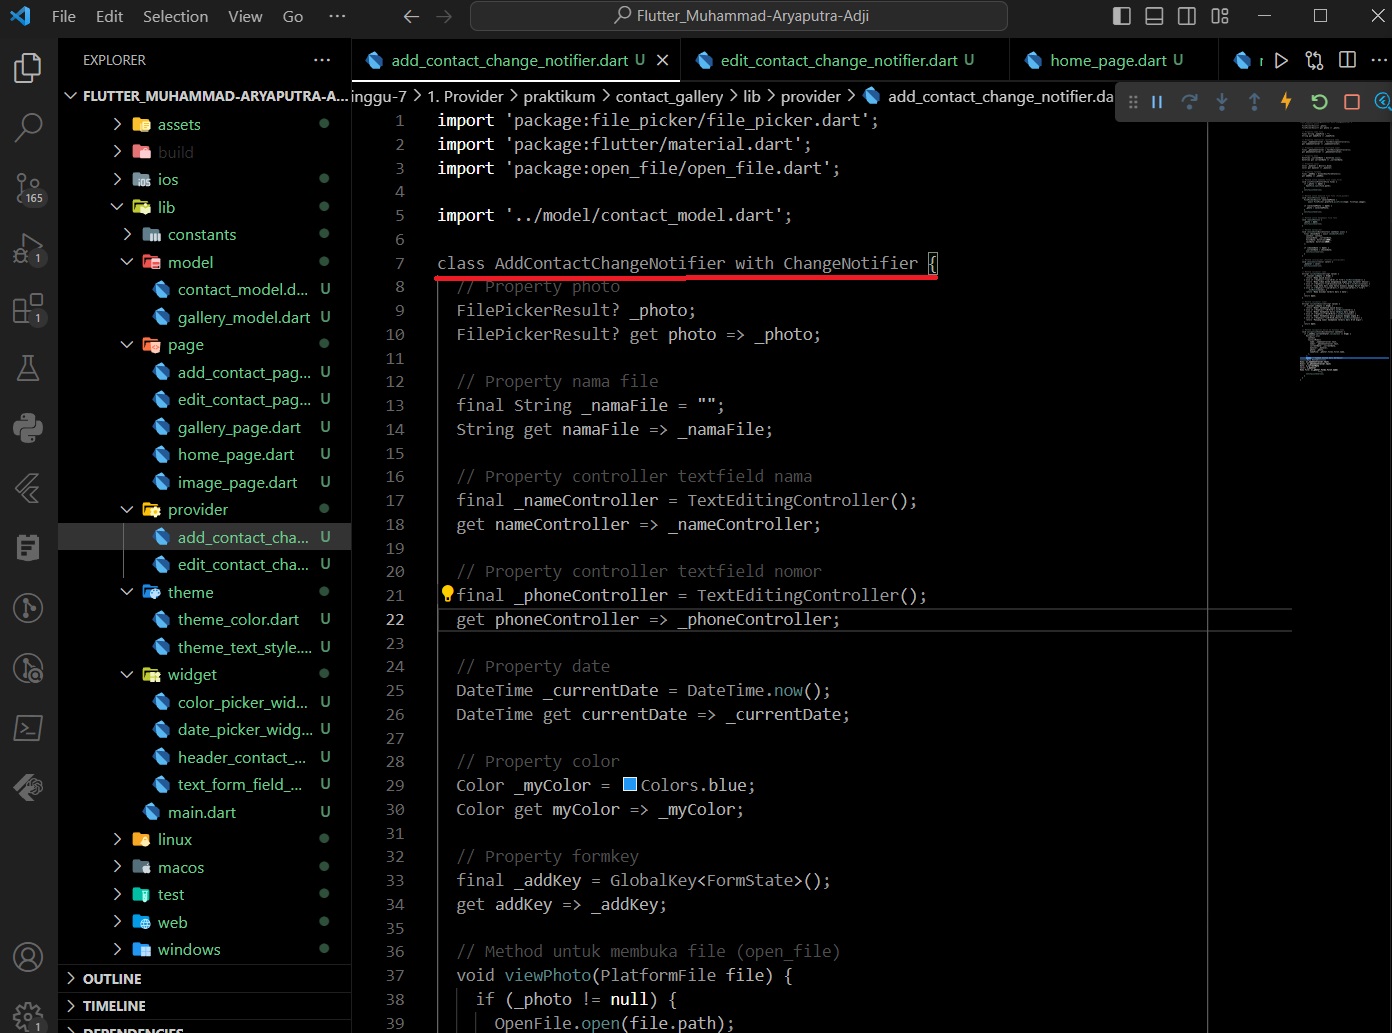 File Edit Selection View Go ··· Flutter_Muhammad-Aryaputra-Adji
EXPLORER ···
add_contact_change_notifier.dart U
edit_contact_change_notifier.dart U
home_page.dart U
FLUTTER_MUHAMMAD-ARYAPUTRA-A...
inggu-7 > 1. Provider > praktikum > contact_gallery > lib > provider > add_contact_change_notifier.da
assets
build
ios
lib
constants
model
contact_model.d... U
gallery_model.dart U
page
add_contact_pag... U
edit_contact_pag... U
gallery_page.dart U
home_page.dart U
image_page.dart U
provider
add_contact_cha... U
edit_contact_cha... U
theme
theme_color.dart U
theme_text_style.... U
widget
color_picker_wid... U
date_picker_widg... U
header_contact_... U
text_form_field_... U
main.dart U
linux
macos
test
web
windows
OUTLINE
TIMELINE
DEPENDENCIES
165
1
1
1
1 import 'package:file_picker/file_picker.dart';
2 import 'package:flutter/material.dart';
3 import 'package:open_file/open_file.dart';
4
5 import '../model/contact_model.dart';
6
7 class AddContactChangeNotifier with ChangeNotifier {
8 // Property photo
9 FilePickerResult? _photo;
10 FilePickerResult? get photo => _photo;
11
12 // Property nama file
13 final String _namaFile = "";
14 String get namaFile => _namaFile;
15
16 // Property controller textfield nama
17 final _nameController = TextEditingController();
18 get nameController => _nameController;
19
20 // Property controller textfield nomor
21 final _phoneController = TextEditingController();
22 get phoneController => _phoneController;
23
24 // Property date
25 DateTime _currentDate = DateTime.now();
26 DateTime get currentDate => _currentDate;
27
28 // Property color
29 Color _myColor = Colors.blue;
30 Color get myColor => _myColor;
31
32 // Property formkey
33 final _addKey = GlobalKey<FormState>();
34 get addKey => _addKey;
35
36 // Method untuk membuka file (open_file)
37 void viewPhoto(PlatformFile file) {
38 if (_photo != null) {
39 OpenFile.open(file.path);